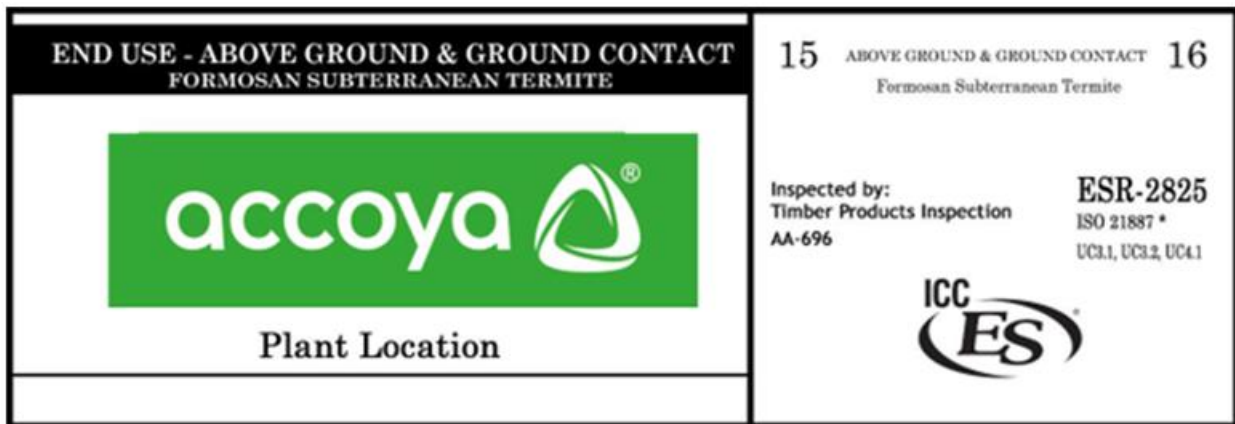 END USE - ABOVE GROUND & GROUND CONTACT
FORMOSAN SUBTERRANEAN TERMITE
accoya ®
Plant Location
15 ABOVE GROUND & GROUND CONTACT 16
Formosan Subterranean Termite
Inspected by:
Timber Products Inspection
AA-696
ESR-2825
ISO 21887 *
UC3.1, UC3.2, UC4.1
ICC
ES ®